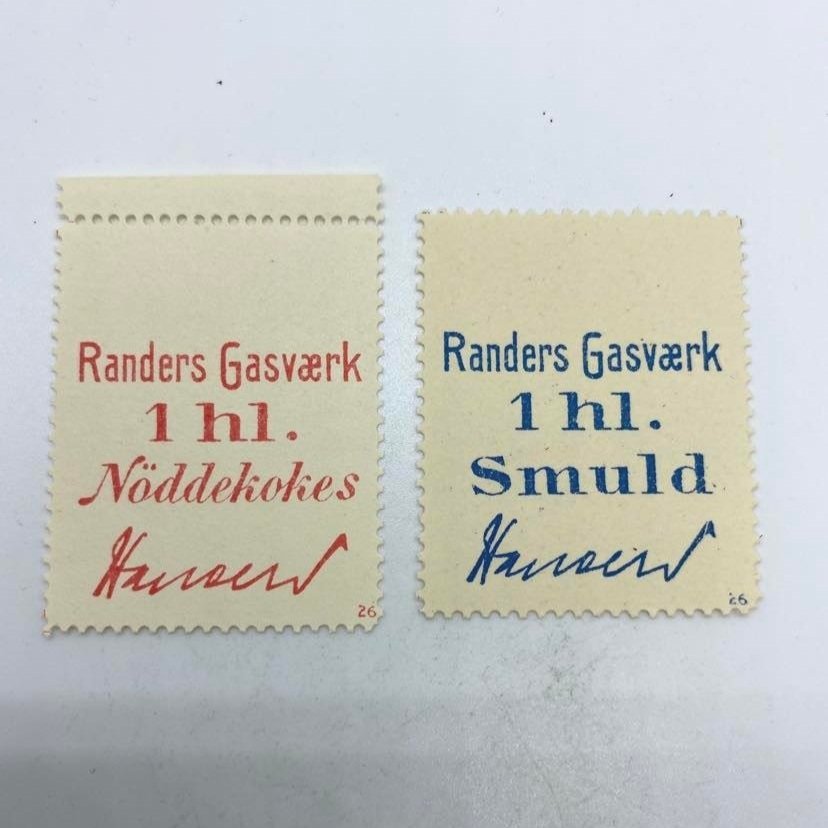 Randers Gasværk
1 hl.
Nöddekokes
26
Randers Gasværk
1 hl.
Smuld
26